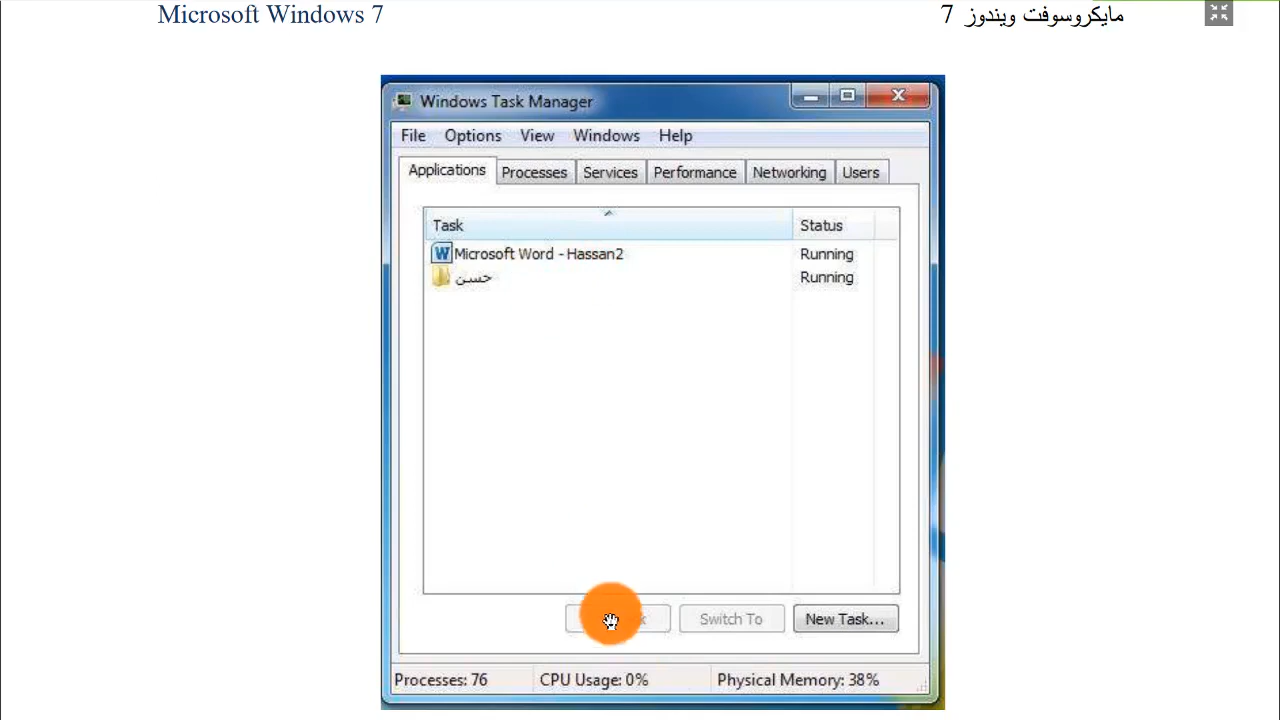 Microsoft Windows 7
مايكروسوفت ويندوز 7
Windows Task Manager
File Options View Windows Help
Applications Processes Services Performance Networking Users
Task Status
Microsoft Word - Hassan2 Running
حسن Running
Switch To New Task...
Processes: 76 CPU Usage: 0% Physical Memory: 38%